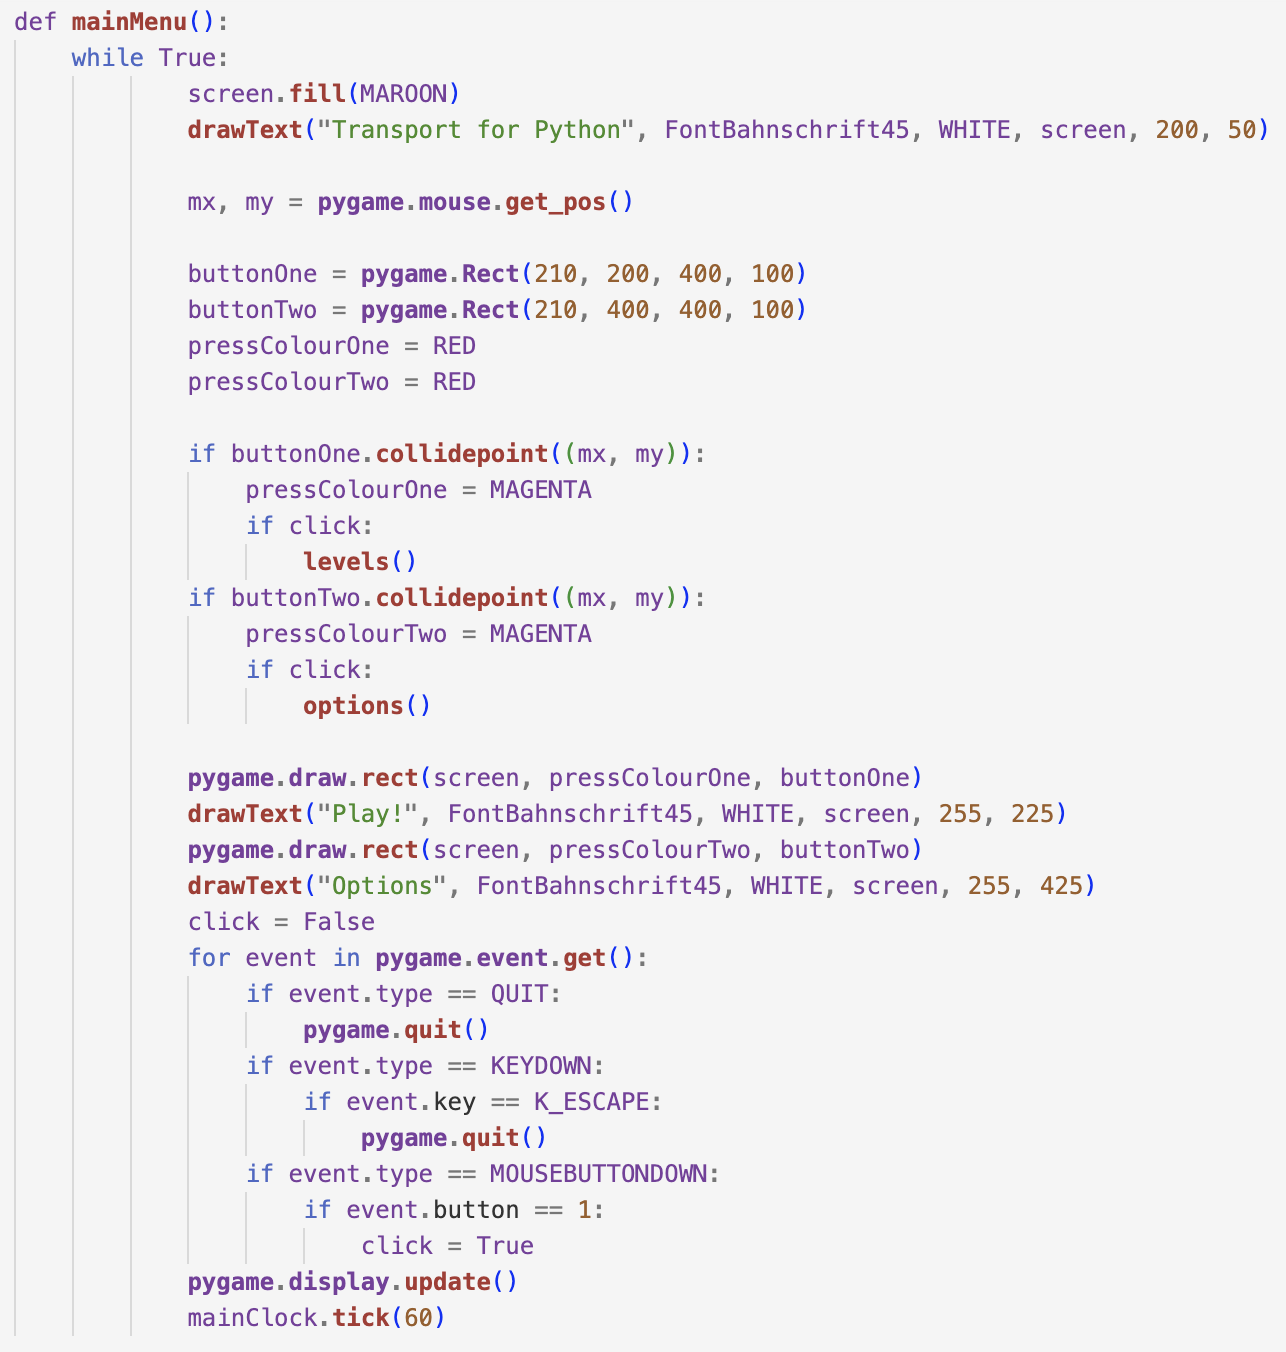 def mainMenu():
    while True:
            screen.fill(MAROON)
            drawText("Transport for Python", FontBahnschrift45, WHITE, screen, 200, 50)

            mx, my = pygame.mouse.get_pos()

            buttonOne = pygame.Rect(210, 200, 400, 100)
            buttonTwo = pygame.Rect(210, 400, 400, 100)
            pressColourOne = RED
            pressColourTwo = RED

            if buttonOne.collidepoint((mx, my)):
                pressColourOne = MAGENTA
                if click:
                    levels()
            if buttonTwo.collidepoint((mx, my)):
                pressColourTwo = MAGENTA
                if click:
                    options()

            pygame.draw.rect(screen, pressColourOne, buttonOne)
            drawText("Play!", FontBahnschrift45, WHITE, screen, 255, 225)
            pygame.draw.rect(screen, pressColourTwo, buttonTwo)
            drawText("Options", FontBahnschrift45, WHITE, screen, 255, 425)
            click = False
            for event in pygame.event.get():
                if event.type == QUIT:
                    pygame.quit()
                if event.type == KEYDOWN:
                    if event.key == K_ESCAPE:
                        pygame.quit()
                if event.type == MOUSEBUTTONDOWN:
                    if event.button == 1:
                        click = True
            pygame.display.update()
            mainClock.tick(60)